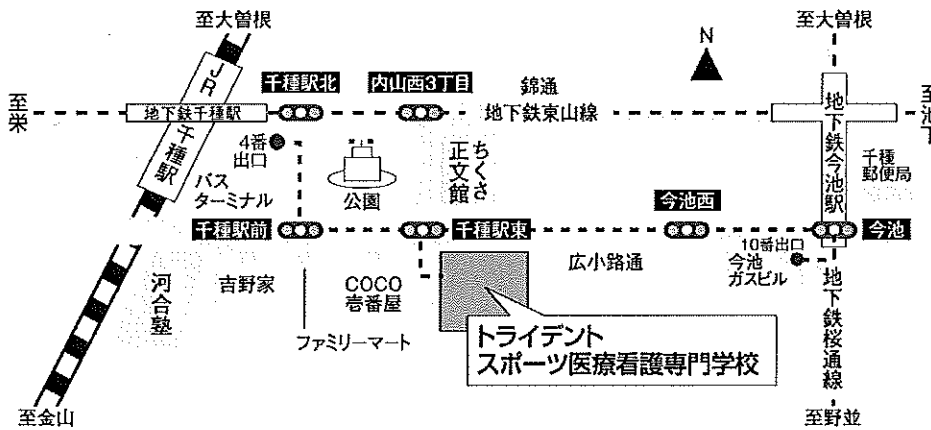 至大曽根
至大曽根
N
JR千種駅
千種駅北
内山西3丁目
錦通
至栄
地下鉄千種駅
地下鉄東山線
地下鉄今池駅
至池下
4番
出口
ちくさ
正文館
千種
郵便局
バス
ターミナル
公園
今池西
千種駅前
千種駅東
今池
10番出口
今池
ガスビル
広小路通
河合塾
吉野家
COCO
壱番屋
ファミリーマート
地下鉄桜通線
トライデント
スポーツ医療看護専門学校
至金山
至野並